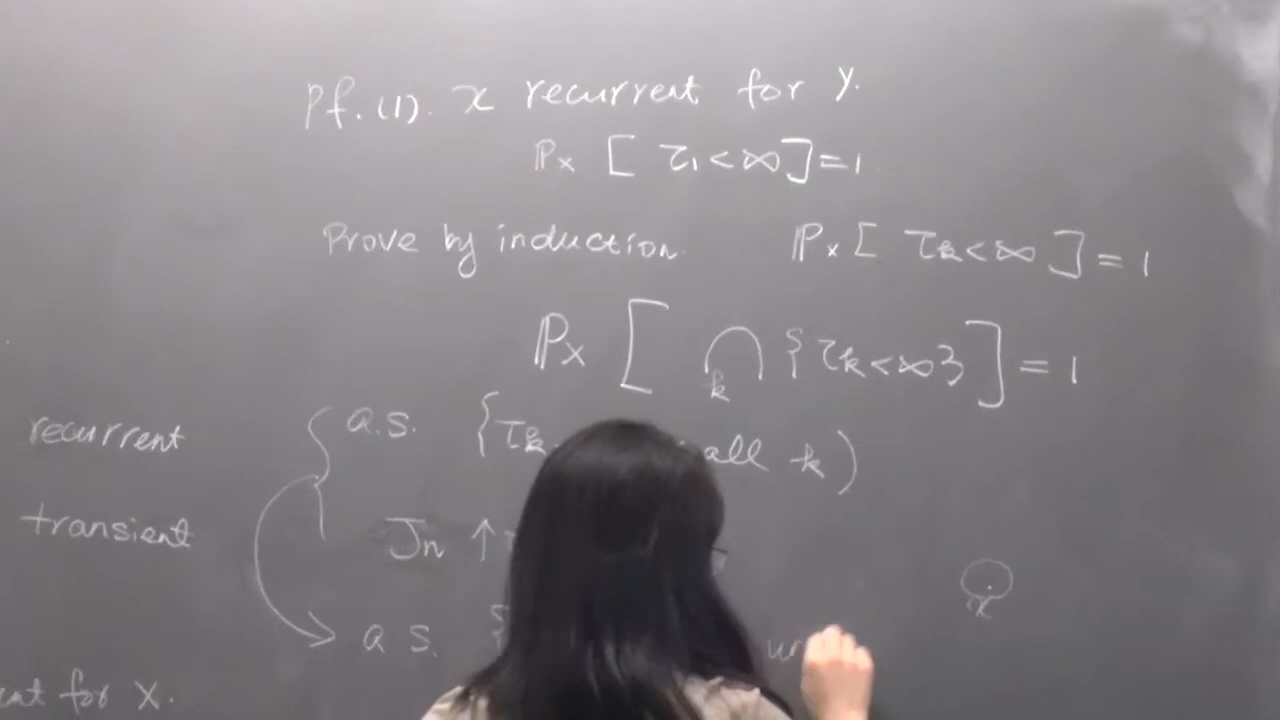 Pf. (1). x recurrent for Y.
ℙx [ τ1 < ∞ ] = 1
Prove by induction. ℙx [ τk < ∞ ] = 1
ℙx [ ⋂k { τk < ∞ } ] = 1
recurrent { a.s. { τk all k )
transient Jn ↑
x
a.s. {
for X.